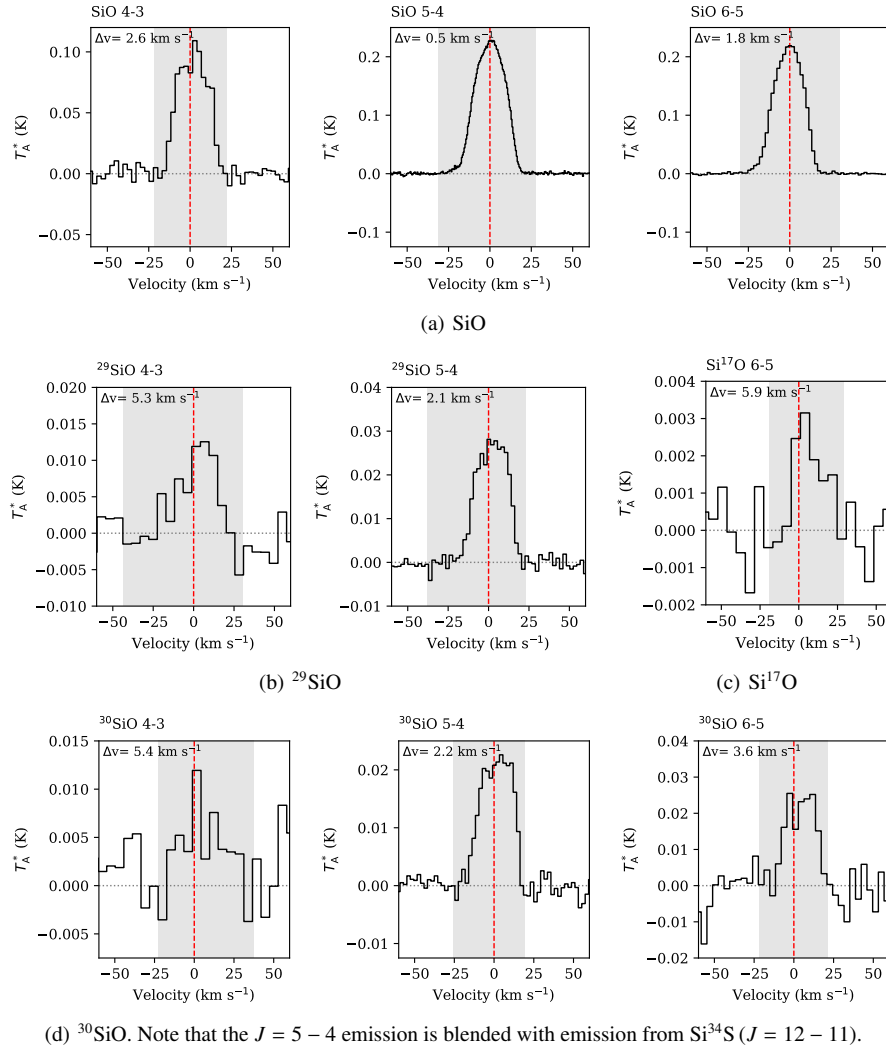 SiO 4-3
SiO 5-4
SiO 6-5
Δv= 2.6 km s⁻¹
Δv= 0.5 km s⁻¹
Δv= 1.8 km s⁻¹
0.10
0.05
0.00
−0.05
0.2
0.1
0.0
−0.1
0.2
0.1
0.0
−0.1
T*A (K)
T*A (K)
T*A (K)
−50 −25 0 25 50
−50 −25 0 25 50
−50 −25 0 25 50
Velocity (km s⁻¹)
Velocity (km s⁻¹)
Velocity (km s⁻¹)
(a) SiO
²⁹SiO 4-3
²⁹SiO 5-4
Si¹⁷O 6-5
Δv= 5.3 km s⁻¹
Δv= 2.1 km s⁻¹
Δv= 5.9 km s⁻¹
0.020
0.015
0.010
0.005
0.000
−0.005
−0.010
0.04
0.03
0.02
0.01
0.00
−0.01
0.004
0.003
0.002
0.001
0.000
−0.001
−0.002
T*A (K)
T*A (K)
T*A (K)
−50 −25 0 25 50
−50 −25 0 25 50
−50 −25 0 25 50
Velocity (km s⁻¹)
Velocity (km s⁻¹)
Velocity (km s⁻¹)
(b) ²⁹SiO
(c) Si¹⁷O
³⁰SiO 4-3
³⁰SiO 5-4
³⁰SiO 6-5
Δv= 5.4 km s⁻¹
Δv= 2.2 km s⁻¹
Δv= 3.6 km s⁻¹
0.015
0.010
0.005
0.000
−0.005
0.02
0.01
0.00
−0.01
0.04
0.03
0.02
0.01
0.00
−0.01
−0.02
T*A (K)
T*A (K)
T*A (K)
−50 −25 0 25 50
−50 −25 0 25 50
−50 −25 0 25 50
Velocity (km s⁻¹)
Velocity (km s⁻¹)
Velocity (km s⁻¹)
(d) ³⁰SiO. Note that the J = 5 − 4 emission is blended with emission from Si³⁴S (J = 12 − 11).